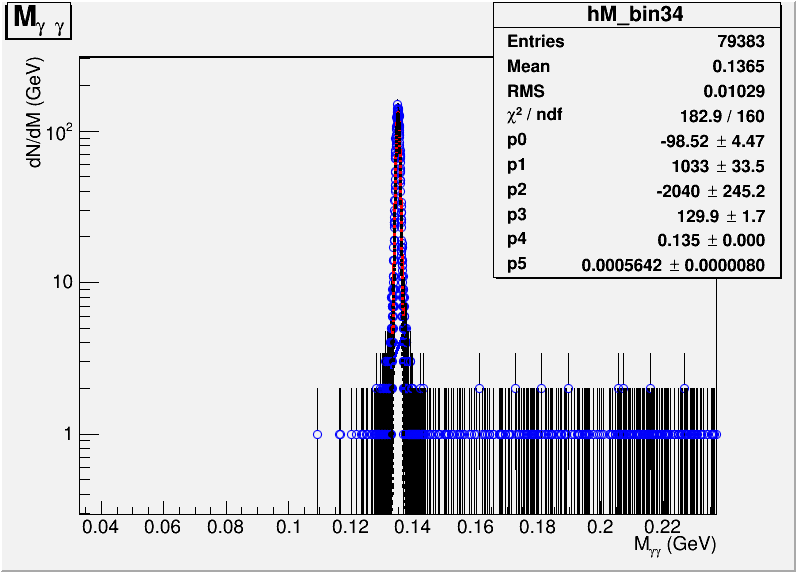 Mγ γ
hM_bin34
Entries 79383
Mean 0.1365
RMS 0.01029
χ² / ndf 182.9 / 160
p0 -98.52 ± 4.47
p1 1033 ± 33.5
p2 -2040 ± 245.2
p3 129.9 ± 1.7
p4 0.135 ± 0.000
p5 0.0005642 ± 0.0000080
dN/dM (GeV)
10²
10
1
0.04 0.06 0.08 0.1 0.12 0.14 0.16 0.18 0.2 0.22
Mγγ (GeV)